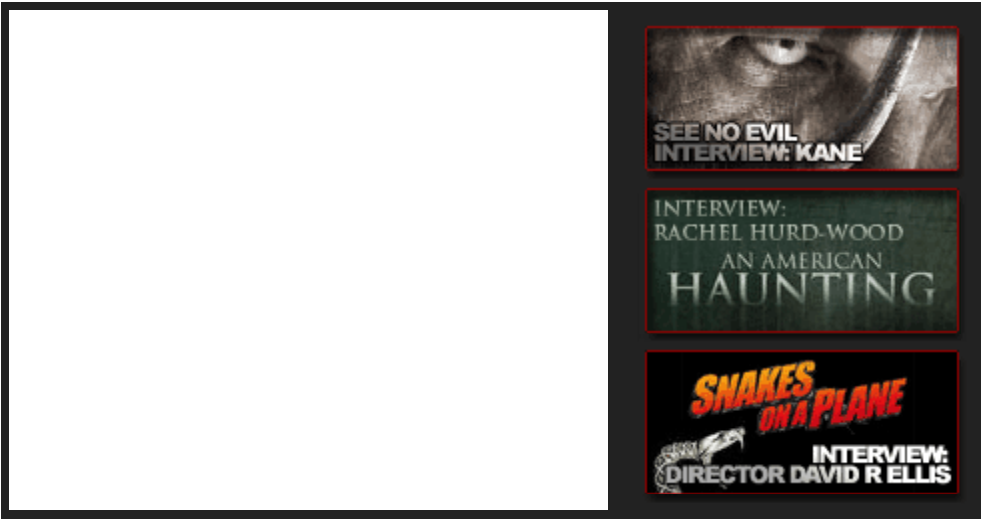 SEE NO EVIL
INTERVIEW: KANE
INTERVIEW:
RACHEL HURD-WOOD
AN AMERICAN
HAUNTING
SNAKES
ON A PLANE
INTERVIEW:
DIRECTOR DAVID R ELLIS